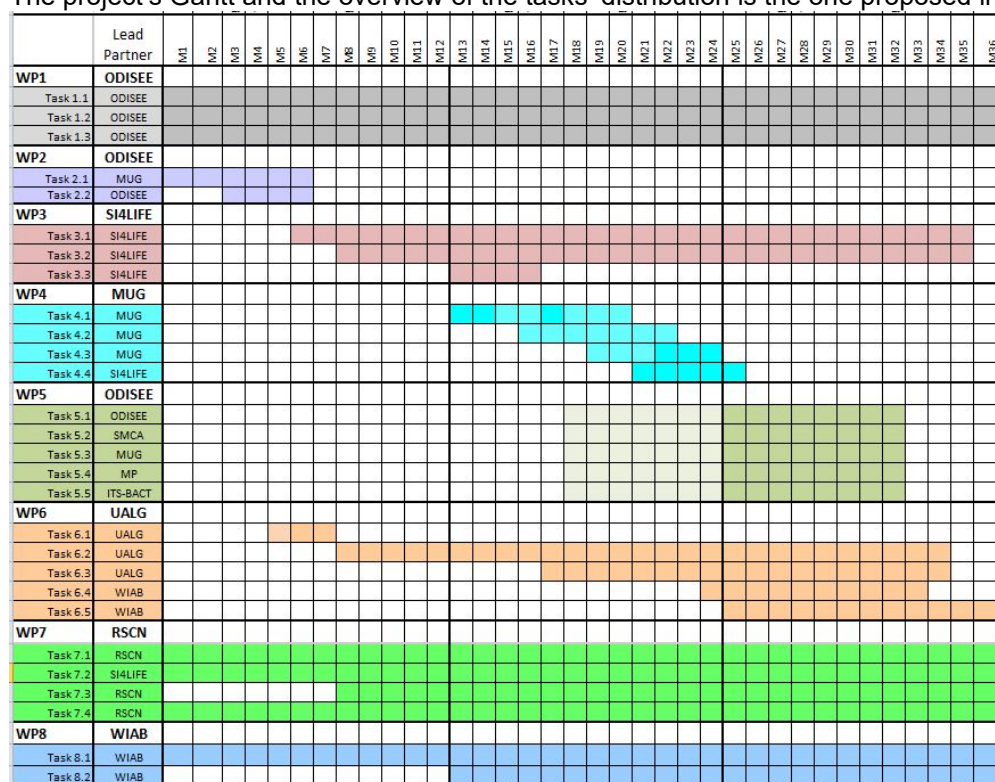 The project's Gantt and the overview of the tasks' distribution is the one proposed in
Lead Partner M1 M2 M3 M4 M5 M6 M7 M8 M9 M10 M11 M12 M13 M14 M15 M16 M17 M18 M19 M20 M21 M22 M23 M24 M25 M26 M27 M28 M29 M30 M31 M32 M33 M34 M35 M36
WP1 ODISEE
Task 1.1 ODISEE
Task 1.2 ODISEE
Task 1.3 ODISEE
WP2 ODISEE
Task 2.1 MUG
Task 2.2 ODISEE
WP3 SI4LIFE
Task 3.1 SI4LIFE
Task 3.2 SI4LIFE
Task 3.3 SI4LIFE
WP4 MUG
Task 4.1 MUG
Task 4.2 MUG
Task 4.3 MUG
Task 4.4 SI4LIFE
WP5 ODISEE
Task 5.1 ODISEE
Task 5.2 SMCA
Task 5.3 MUG
Task 5.4 MP
Task 5.5 ITS-BACT
WP6 UALG
Task 6.1 UALG
Task 6.2 UALG
Task 6.3 UALG
Task 6.4 WIAB
Task 6.5 WIAB
WP7 RSCN
Task 7.1 RSCN
Task 7.2 SI4LIFE
Task 7.3 RSCN
Task 7.4 RSCN
WP8 WIAB
Task 8.1 WIAB
Task 8.2 WIAB